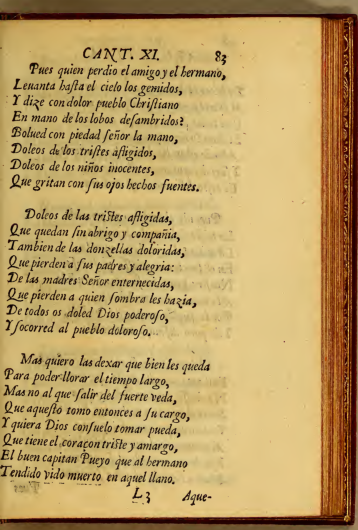 CANT. XI. 83
Pues quien perdio el amigo y el hermano,
Leuanta hasta el cielo los gemidos,
Y dize con dolor pueblo Christiano
En mano de los lobos desambridos?
Bolued con piedad señor la mano,
Doleos de los tristes afligidos,
Doleos de los niños inocentes,
Que gritan con sus ojos hechos fuentes.
Doleos de las tristes afligidas,
Que quedan sin abrigo y compañia,
Tambien de las donzellas doloridas,
Que pierden a sus padres y alegria:
De las madres Señor enternecidas,
Que pierden a quien sombra les hazia,
De todos os doled Dios poderoso,
Y socorred al pueblo doloroso.
Mas quiero las dexar que bien les queda
Para poder llorar el tiempo largo,
Mas no al que salir del fuerte veda,
Que aquesto tomo entonces a su cargo,
Y quiera Dios consuelo tomar pueda,
Que tiene el coraçon triste y amargo,
El buen capitan Pueyo que al hermano
Tendido vido muerto en aquel llano.
L3 Aque-